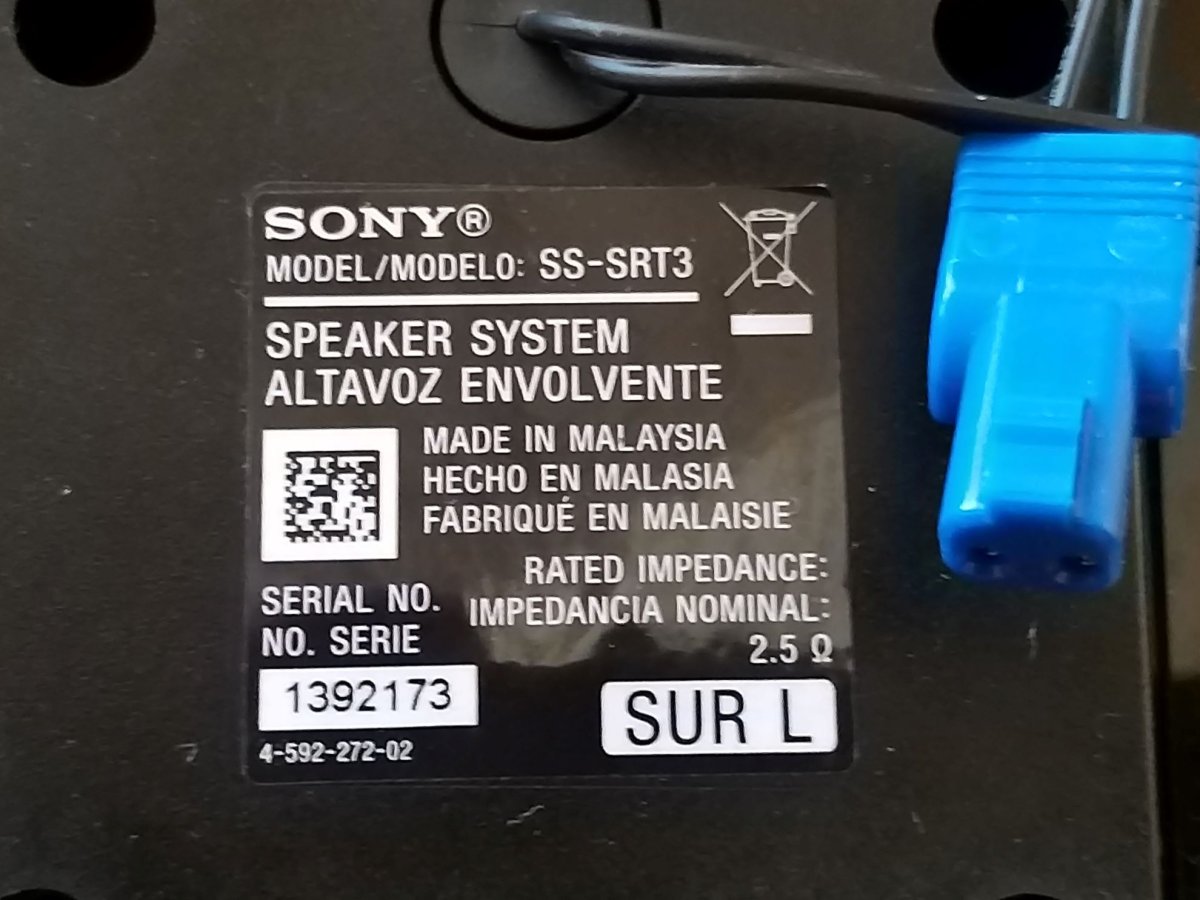 SONY®
MODEL/MODELO: SS-SRT3
SPEAKER SYSTEM
ALTAVOZ ENVOLVENTE
MADE IN MALAYSIA
HECHO EN MALASIA
FABRIQUÉ EN MALAISIE
RATED IMPEDANCE:
IMPEDANCIA NOMINAL:
2.5 Ω
SERIAL NO.
NO. SERIE
1392173
4-592-272-02
SUR L